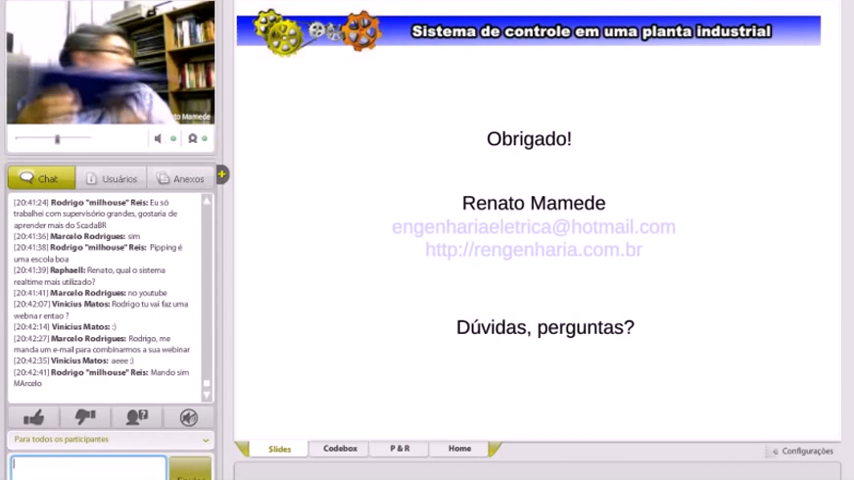 Sistema de controle em uma planta industrial
to Mamede
Obrigado!
Renato Mamede
engenhariaeletrica@hotmail.com
http://rengenharia.com.br
Dúvidas, perguntas?
Chat
Usuários
Anexos
[20:41:24] Rodrigo "milhouse" Reis: Eu só
trabalhei com supervisório grandes, gostaria de
aprender mais do ScadaBR
[20:41:36] Marcelo Rodrigues: sim
[20:41:38] Rodrigo "milhouse" Reis: Pipping é
uma escola boa
[20:41:39] Raphaell: Renato, qual o sistema
realtime mais utilizado?
[20:41:41] Marcelo Rodrigues: no youtube
[20:42:07] Vinicius Matos: Rodrigo tu vai faz uma
webna r entao ?
[20:42:14] Vinicius Matos: :)
[20:42:27] Marcelo Rodrigues: Rodrigo, me
manda um e-mail para combinarmos a sua webinar
[20:42:35] Vinicius Matos: aeee :)
[20:42:41] Rodrigo "milhouse" Reis: Mando sim
MArcelo
Para todos os participantes
Slides
Codebox
P & R
Home
Configurações